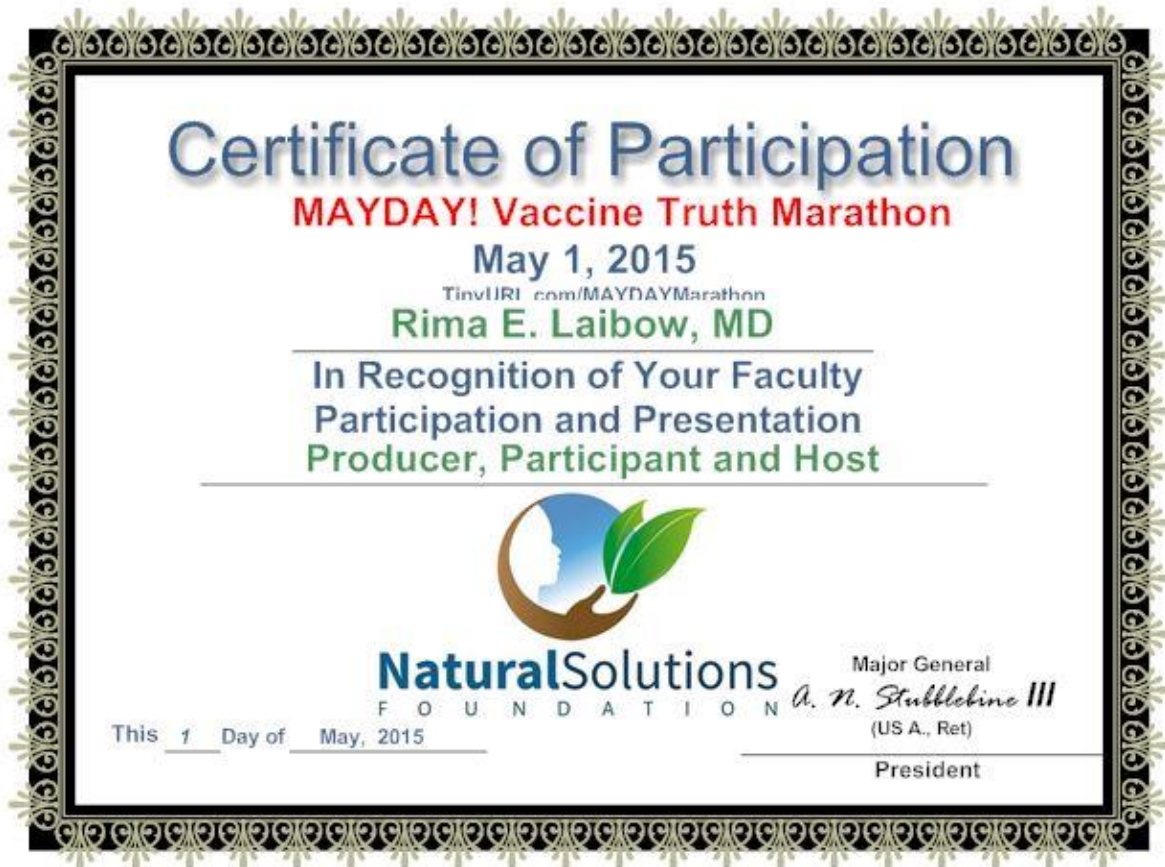 Certificate of Participation
MAYDAY! Vaccine Truth Marathon
May 1, 2015
TinyURL.com/MAYDAYMarathon
Rima E. Laibow, MD
In Recognition of Your Faculty
Participation and Presentation
Producer, Participant and Host
NaturalSolutions
FOUNDATION
Major General
A. N. Stubblebine III
(US A., Ret)
This 1 Day of May, 2015
President